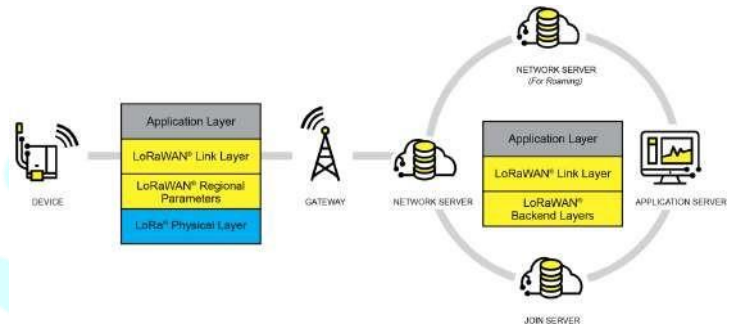 NETWORK SERVER
(For Roaming)
Application Layer
LoRaWAN® Link Layer
LoRaWAN® Regional
Parameters
LoRa® Physical Layer
DEVICE
GATEWAY
NETWORK SERVER
Application Layer
LoRaWAN® Link Layer
LoRaWAN®
Backend Layers
APPLICATION SERVER
JOIN SERVER